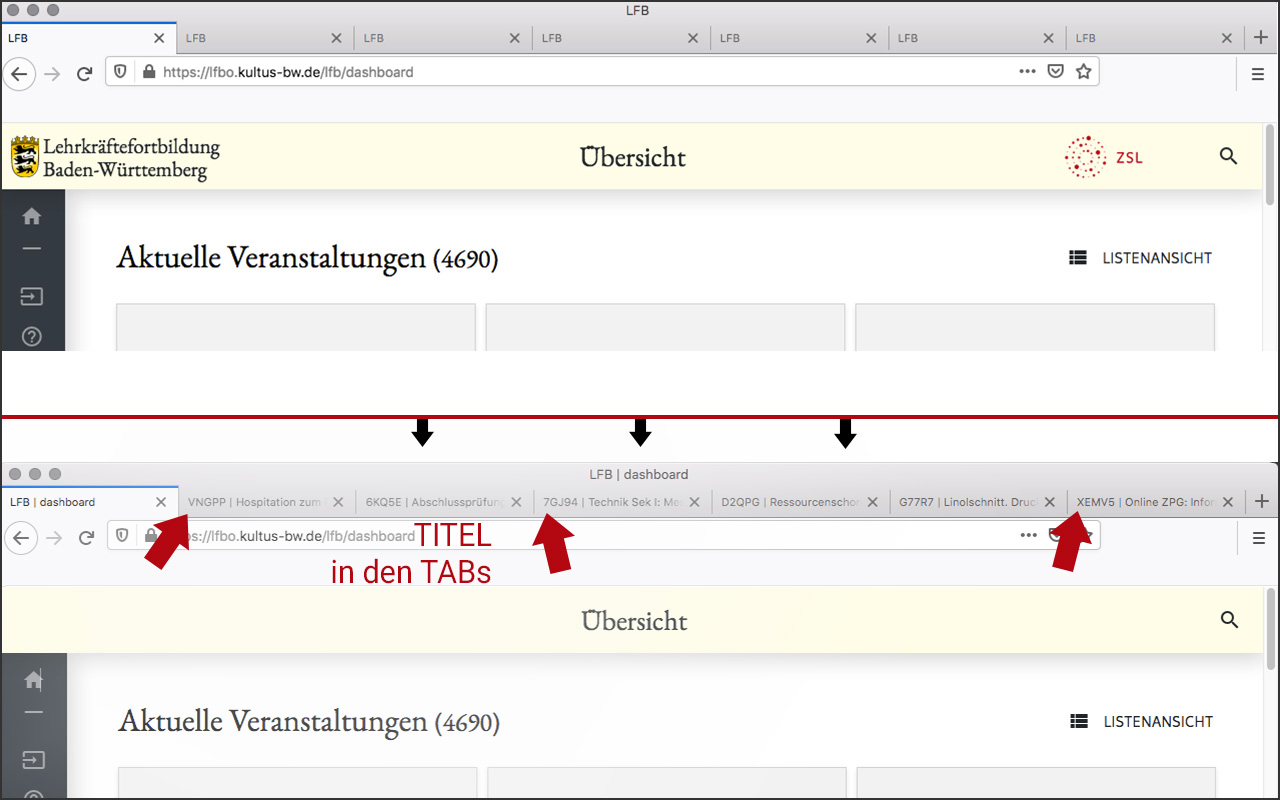 LFB
LFB LFB LFB LFB LFB LFB LFB
https://lfbo.kultus-bw.de/lfb/dashboard
Lehrkräftefortbildung
Baden-Württemberg
Übersicht
ZSL
Aktuelle Veranstaltungen (4690)
LISTENANSICHT
LFB | dashboard
LFB | dashboard VNGPP | Hospitation zum 6KQ5E | Abschlussprüfun 7GJ94 | Technik Sek I: Me D2QPG | Ressourcenscho G77R7 | Linolschnitt. Druc XEMV5 | Online ZPG: Infor
s://lfbo.kultus-bw.de/lfb/dashboard
TITEL
in den TABs
Übersicht
Aktuelle Veranstaltungen (4690)
LISTENANSICHT